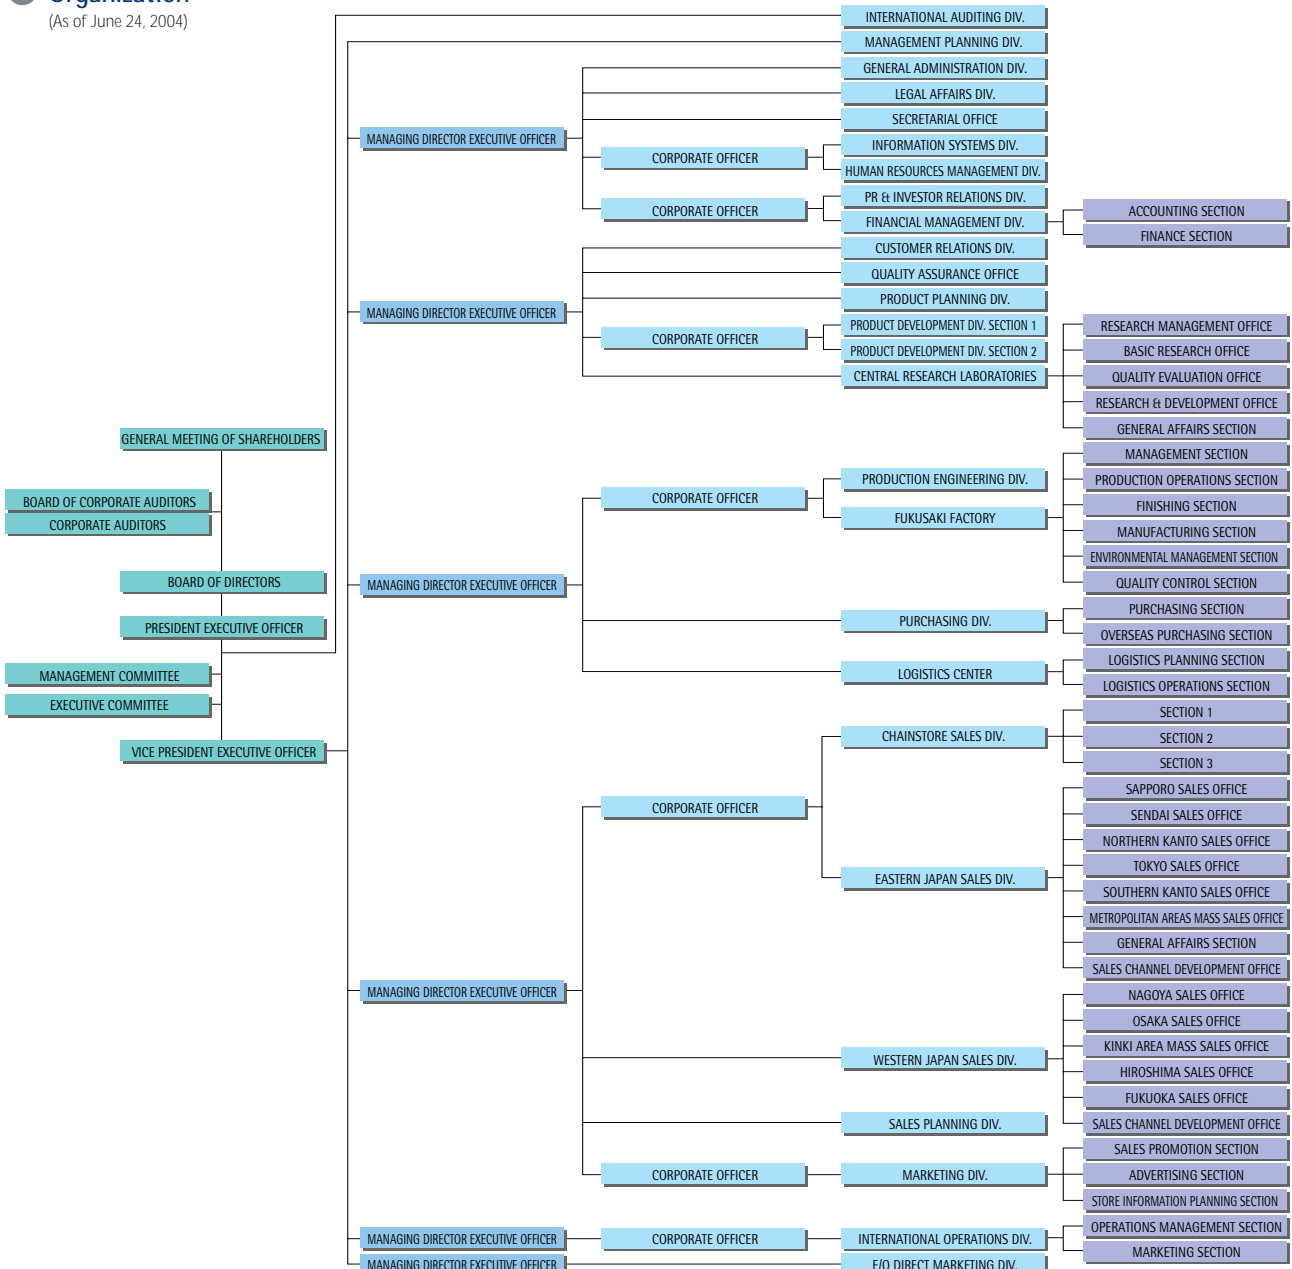 Organization
(As of June 24, 2004)
INTERNATIONAL AUDITING DIV.
MANAGEMENT PLANNING DIV.
GENERAL ADMINISTRATION DIV.
LEGAL AFFAIRS DIV.
SECRETARIAL OFFICE
MANAGING DIRECTOR EXECUTIVE OFFICER
CORPORATE OFFICER
INFORMATION SYSTEMS DIV.
HUMAN RESOURCES MANAGEMENT DIV.
CORPORATE OFFICER
PR & INVESTOR RELATIONS DIV.
FINANCIAL MANAGEMENT DIV.
ACCOUNTING SECTION
FINANCE SECTION
CUSTOMER RELATIONS DIV.
QUALITY ASSURANCE OFFICE
PRODUCT PLANNING DIV.
MANAGING DIRECTOR EXECUTIVE OFFICER
CORPORATE OFFICER
PRODUCT DEVELOPMENT DIV. SECTION 1
PRODUCT DEVELOPMENT DIV. SECTION 2
CENTRAL RESEARCH LABORATORIES
RESEARCH MANAGEMENT OFFICE
BASIC RESEARCH OFFICE
QUALITY EVALUATION OFFICE
RESEARCH & DEVELOPMENT OFFICE
GENERAL AFFAIRS SECTION
GENERAL MEETING OF SHAREHOLDERS
BOARD OF CORPORATE AUDITORS
CORPORATE AUDITORS
BOARD OF DIRECTORS
PRESIDENT EXECUTIVE OFFICER
MANAGEMENT COMMITTEE
EXECUTIVE COMMITTEE
VICE PRESIDENT EXECUTIVE OFFICER
MANAGING DIRECTOR EXECUTIVE OFFICER
CORPORATE OFFICER
PRODUCTION ENGINEERING DIV.
FUKUSAKI FACTORY
MANAGEMENT SECTION
PRODUCTION OPERATIONS SECTION
FINISHING SECTION
MANUFACTURING SECTION
ENVIRONMENTAL MANAGEMENT SECTION
QUALITY CONTROL SECTION
PURCHASING DIV.
PURCHASING SECTION
OVERSEAS PURCHASING SECTION
LOGISTICS CENTER
LOGISTICS PLANNING SECTION
LOGISTICS OPERATIONS SECTION
MANAGING DIRECTOR EXECUTIVE OFFICER
CORPORATE OFFICER
CHAINSTORE SALES DIV.
SECTION 1
SECTION 2
SECTION 3
EASTERN JAPAN SALES DIV.
SAPPORO SALES OFFICE
SENDAI SALES OFFICE
NORTHERN KANTO SALES OFFICE
TOKYO SALES OFFICE
SOUTHERN KANTO SALES OFFICE
METROPOLITAN AREAS MASS SALES OFFICE
GENERAL AFFAIRS SECTION
SALES CHANNEL DEVELOPMENT OFFICE
WESTERN JAPAN SALES DIV.
NAGOYA SALES OFFICE
OSAKA SALES OFFICE
KINKI AREA MASS SALES OFFICE
HIROSHIMA SALES OFFICE
FUKUOKA SALES OFFICE
SALES CHANNEL DEVELOPMENT OFFICE
SALES PLANNING DIV.
CORPORATE OFFICER
MARKETING DIV.
SALES PROMOTION SECTION
ADVERTISING SECTION
STORE INFORMATION PLANNING SECTION
MANAGING DIRECTOR EXECUTIVE OFFICER
CORPORATE OFFICER
INTERNATIONAL OPERATIONS DIV.
OPERATIONS MANAGEMENT SECTION
MARKETING SECTION
MANAGING DIRECTOR EXECUTIVE OFFICER
F/O DIRECT MARKETING DIV.